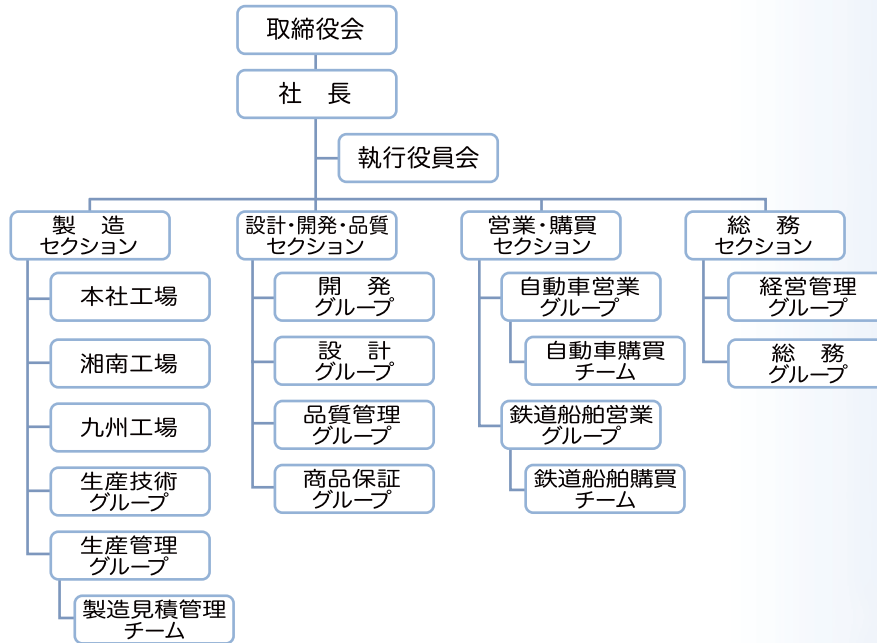 取締役会
社　長
執行役員会
製　造
セクション
本社工場
湘南工場
九州工場
生産技術
グループ
生産管理
グループ
製造見積管理
チーム
設計・開発・品質
セクション
開　発
グループ
設　計
グループ
品質管理
グループ
商品保証
グループ
営業・購買
セクション
自動車営業
グループ
自動車購買
チーム
鉄道船舶営業
グループ
鉄道船舶購買
チーム
総　務
セクション
経営管理
グループ
総　務
グループ